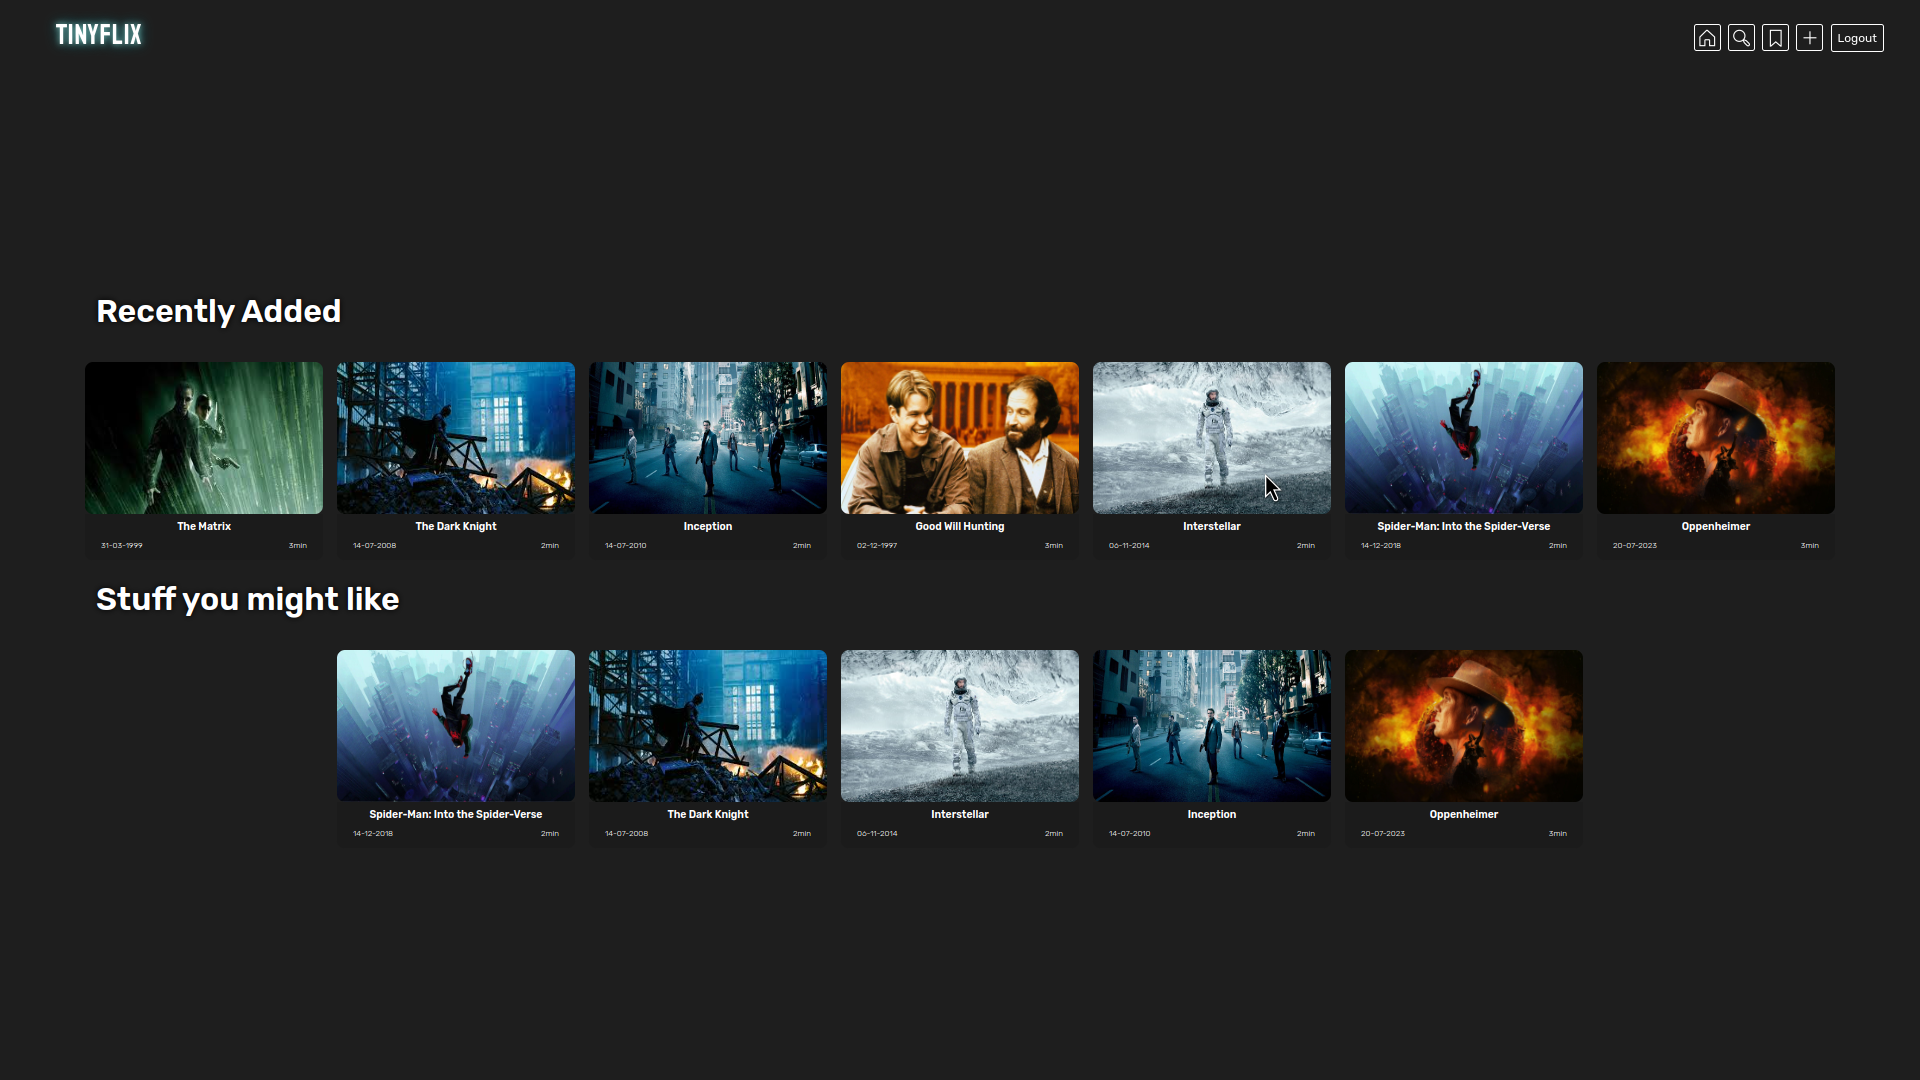 TINYFLIX
Logout
Recently Added
The Matrix
31-03-1999 3min
The Dark Knight
14-07-2008 2min
Inception
14-07-2010 2min
Good Will Hunting
02-12-1997 3min
Interstellar
06-11-2014 2min
Spider-Man: Into the Spider-Verse
14-12-2018 2min
Oppenheimer
20-07-2023 3min
Stuff you might like
Spider-Man: Into the Spider-Verse
14-12-2018 2min
The Dark Knight
14-07-2008 2min
Interstellar
06-11-2014 2min
Inception
14-07-2010 2min
Oppenheimer
20-07-2023 3min